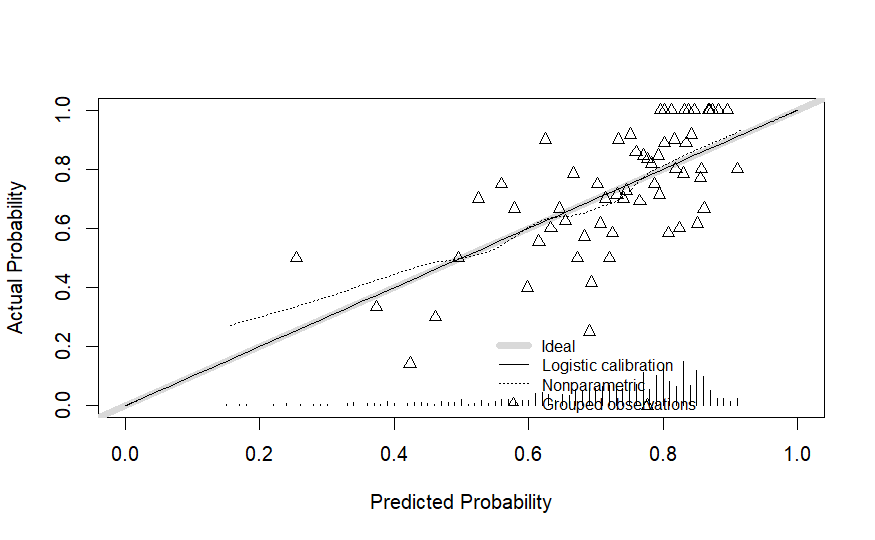 Actual Probability
1.0
0.8
0.6
0.4
0.2
0.0
Ideal
Logistic calibration
Nonparametric
Grouped observations
0.0 0.2 0.4 0.6 0.8 1.0
Predicted Probability